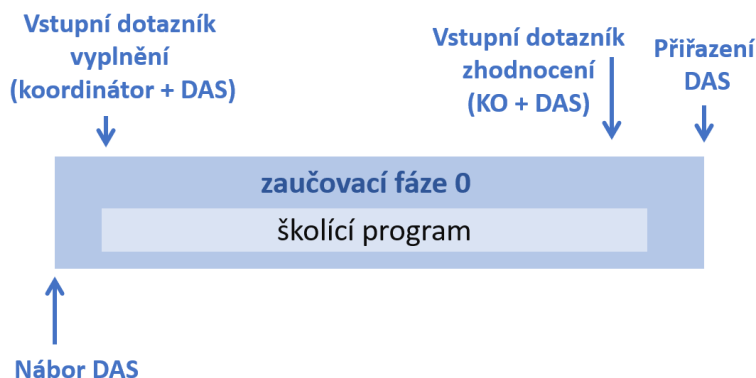 Vstupní dotazník
vyplnění
(koordinátor + DAS)
Vstupní dotazník
zhodnocení
(KO + DAS)
Přiřazení
DAS
zaučovací fáze 0
školící program
Nábor DAS